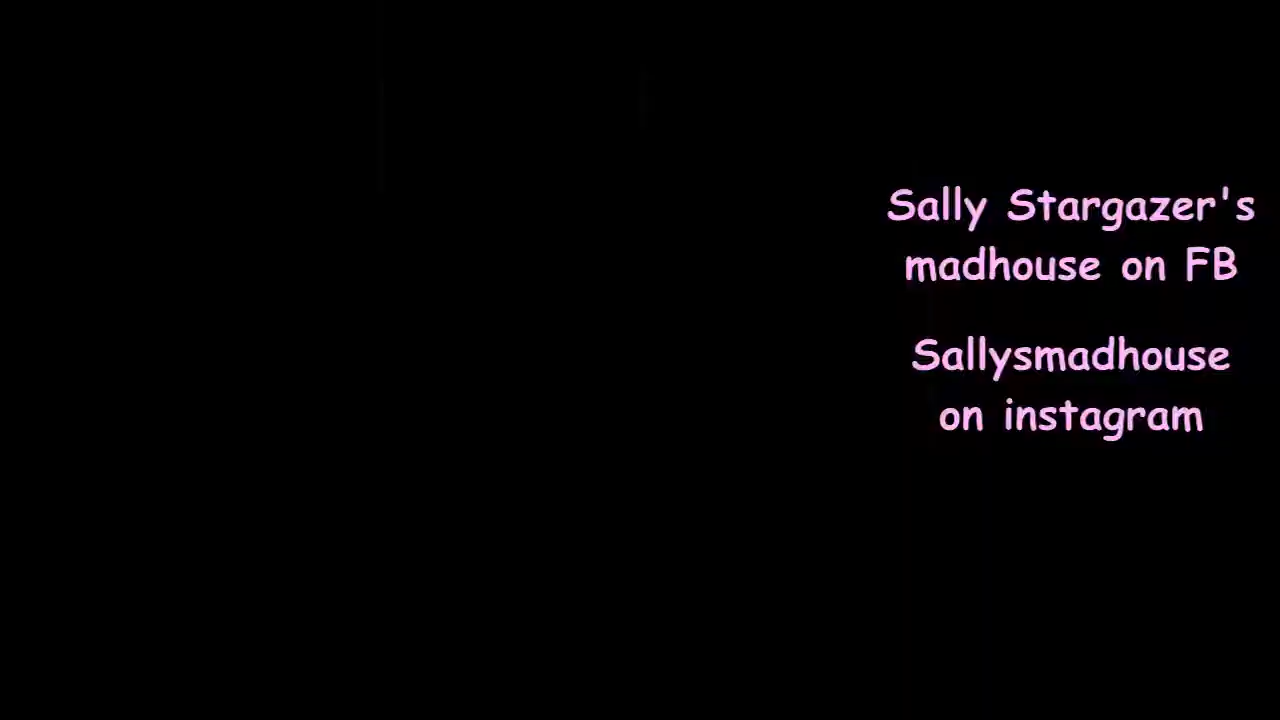 Sally Stargazer's
madhouse on FB
Sallysmadhouse
on instagram